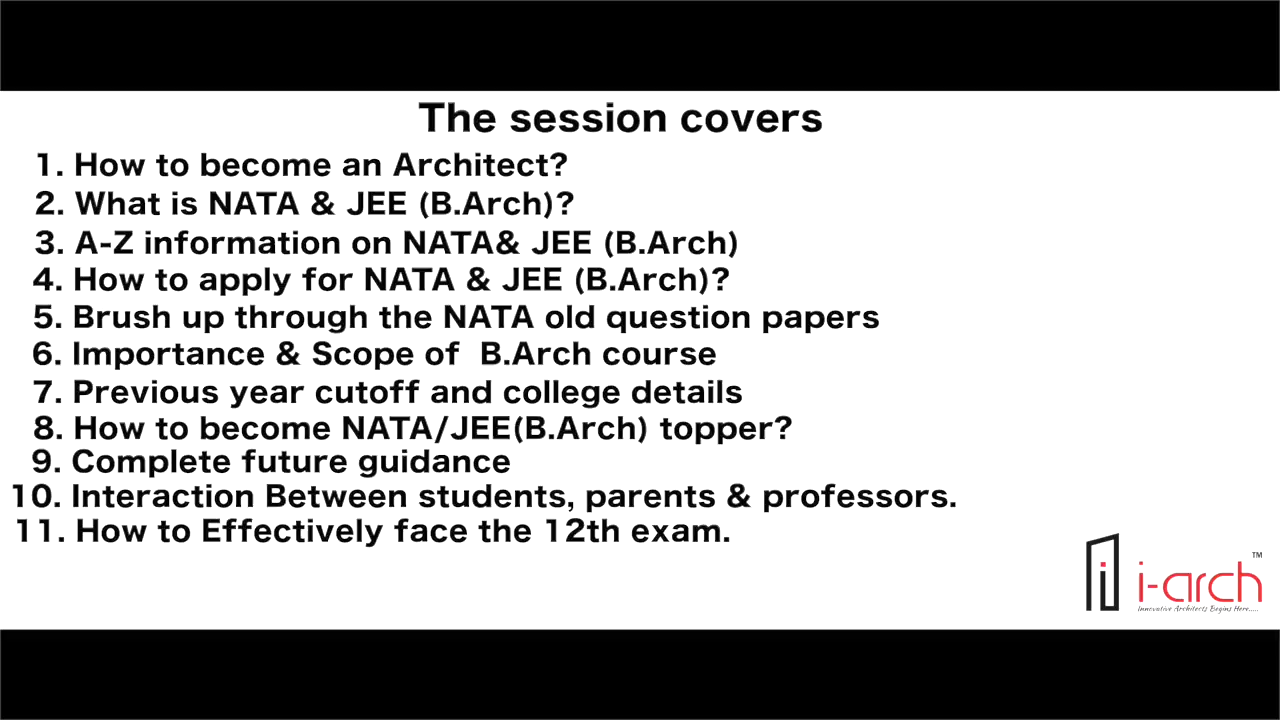 The session covers
1. How to become an Architect?
2. What is NATA & JEE (B.Arch)?
3. A-Z information on NATA& JEE (B.Arch)
4. How to apply for NATA & JEE (B.Arch)?
5. Brush up through the NATA old question papers
6. Importance & Scope of  B.Arch course
7. Previous year cutoff and college details
8. How to become NATA/JEE(B.Arch) topper?
9. Complete future guidance
10. Interaction Between students, parents & professors.
11. How to Effectively face the 12th exam.
i-arch TM
Innovative Architects Begins Here.....